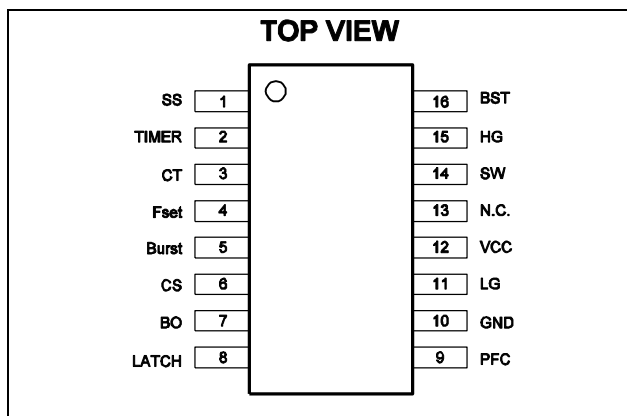 TOP VIEW
SS 1 16 BST
TIMER 2 15 HG
CT 3 14 SW
Fset 4 13 N.C.
Burst 5 12 VCC
CS 6 11 LG
BO 7 10 GND
LATCH 8 9 PFC